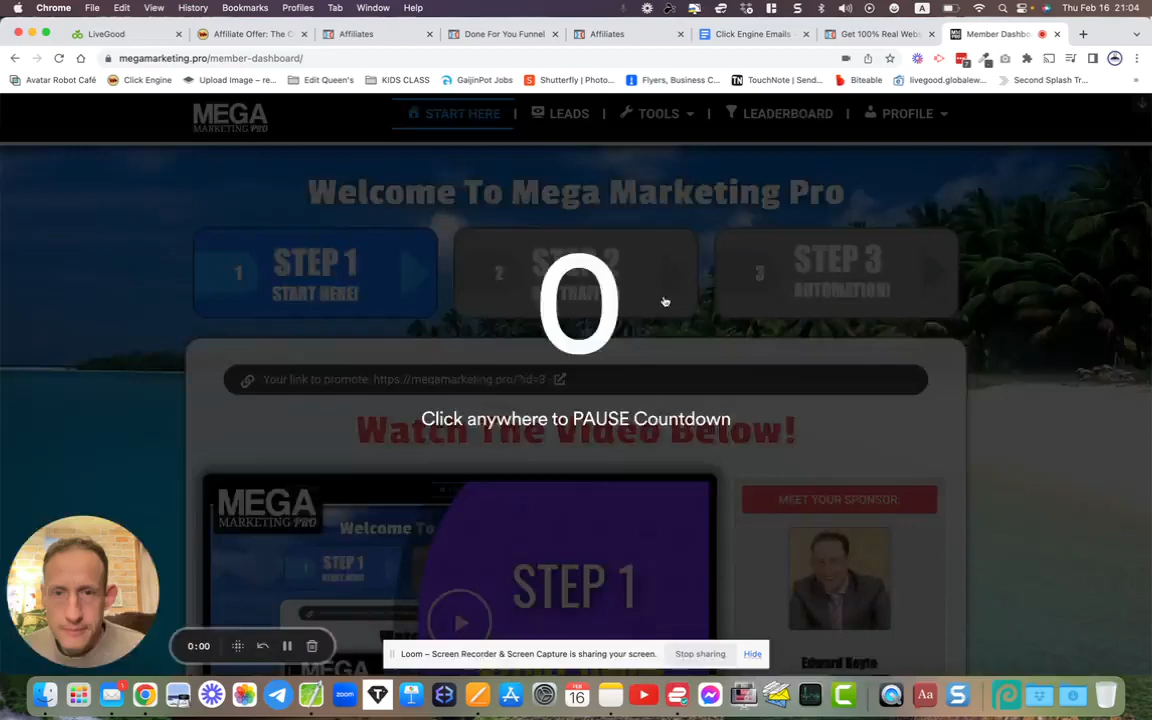 Chrome File Edit View History Bookmarks Profiles Tab Window Help Thu Feb 16 21:04
LiveGood Affiliate Offer: The C Affiliates Done For You Funnel Affiliates Click Engine Emails - Get 100% Real Webs Member Dashbo
megamarketing.pro/member-dashboard/
Avatar Robot Café Click Engine Upload Image – re... Edit Queen's KIDS CLASS GaijinPot Jobs Shutterfly | Photo... Flyers, Business C... TouchNote | Send... Biteable livegood.globalew... Second Splash Tr...
MEGA
MARKETING PRO
START HERE | LEADS | TOOLS | LEADERBOARD | PROFILE
Welcome To Mega Marketing Pro
1 STEP 1
START HERE!
2 STEP 2
3 STEP 3
AUTOMATION!
0
Your link to promote: https://megamarketing.pro/?id=3
Click anywhere to PAUSE Countdown
Watch The Video Below!
MEGA
MARKETING PRO
Welcome To
1 STEP 1
START HERE!
STEP 1
MEET YOUR SPONSOR:
Edward Keyte
0:00
Loom – Screen Recorder & Screen Capture is sharing your screen. Stop sharing Hide